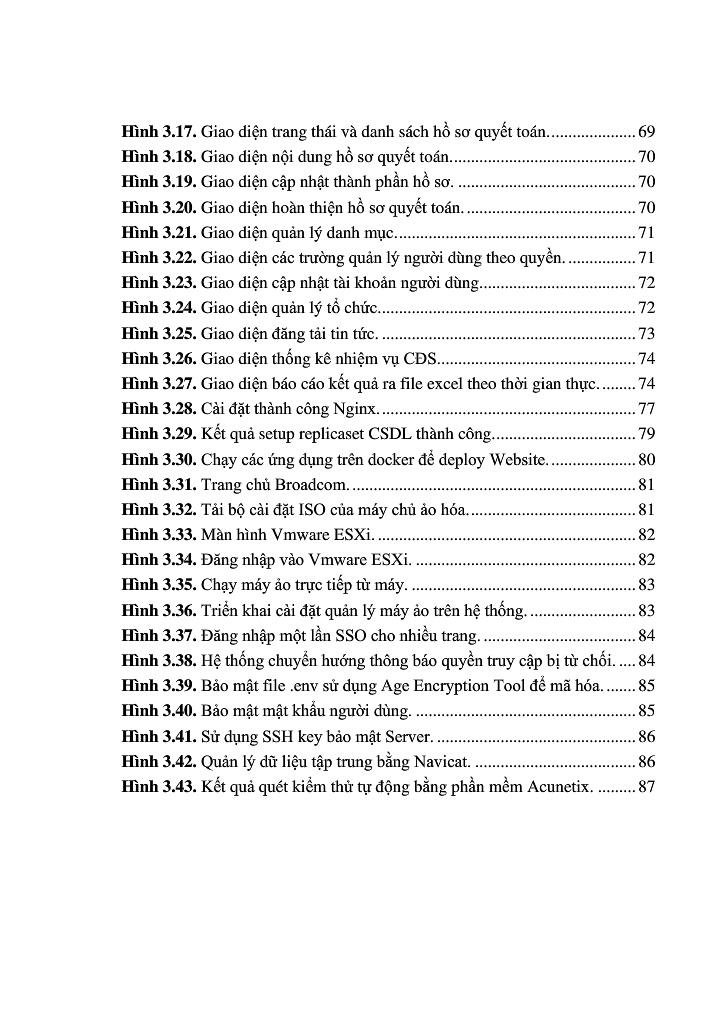 Hình 3.17. Giao diện trang thái và danh sách hồ sơ quyết toán. .................... 69
Hình 3.18. Giao diện nội dung hồ sơ quyết toán. .......................................... 70
Hình 3.19. Giao diện cập nhật thành phần hồ sơ. ......................................... 70
Hình 3.20. Giao diện hoàn thiện hồ sơ quyết toán. ....................................... 70
Hình 3.21. Giao diện quản lý danh mục. ...................................................... 71
Hình 3.22. Giao diện các trường quản lý người dùng theo quyền. ................ 71
Hình 3.23. Giao diện cập nhật tài khoản người dùng. ................................... 72
Hình 3.24. Giao diện quản lý tổ chức. .......................................................... 72
Hình 3.25. Giao diện đăng tải tin tức. .......................................................... 73
Hình 3.26. Giao diện thống kê nhiệm vụ CĐS. ............................................. 74
Hình 3.27. Giao diện báo cáo kết quả ra file excel theo thời gian thực. ........ 74
Hình 3.28. Cài đặt thành công Nginx. .......................................................... 77
Hình 3.29. Kết quả setup replicaset CSDL thành công. ................................ 79
Hình 3.30. Chạy các ứng dụng trên docker để deploy Website. .................... 80
Hình 3.31. Trang chủ Broadcom. ................................................................. 81
Hình 3.32. Tải bộ cài đặt ISO của máy chủ ảo hóa. ...................................... 81
Hình 3.33. Màn hình Vmware ESXi. ........................................................... 82
Hình 3.34. Đăng nhập vào Vmware ESXi. ................................................... 82
Hình 3.35. Chạy máy ảo trực tiếp từ máy. .................................................... 83
Hình 3.36. Triển khai cài đặt quản lý máy ảo trên hệ thống. ......................... 83
Hình 3.37. Đăng nhập một lần SSO cho nhiều trang. .................................... 84
Hình 3.38. Hệ thống chuyển hướng thông báo quyền truy cập bị từ chối. .... 84
Hình 3.39. Bảo mật file .env sử dụng Age Encryption Tool để mã hóa. ....... 85
Hình 3.40. Bảo mật mật khẩu người dùng. ................................................... 85
Hình 3.41. Sử dụng SSH key bảo mật Server. .............................................. 86
Hình 3.42. Quản lý dữ liệu tập trung bằng Navicat. ..................................... 86
Hình 3.43. Kết quả quét kiểm thử tự động bằng phần mềm Acunetix. ......... 87